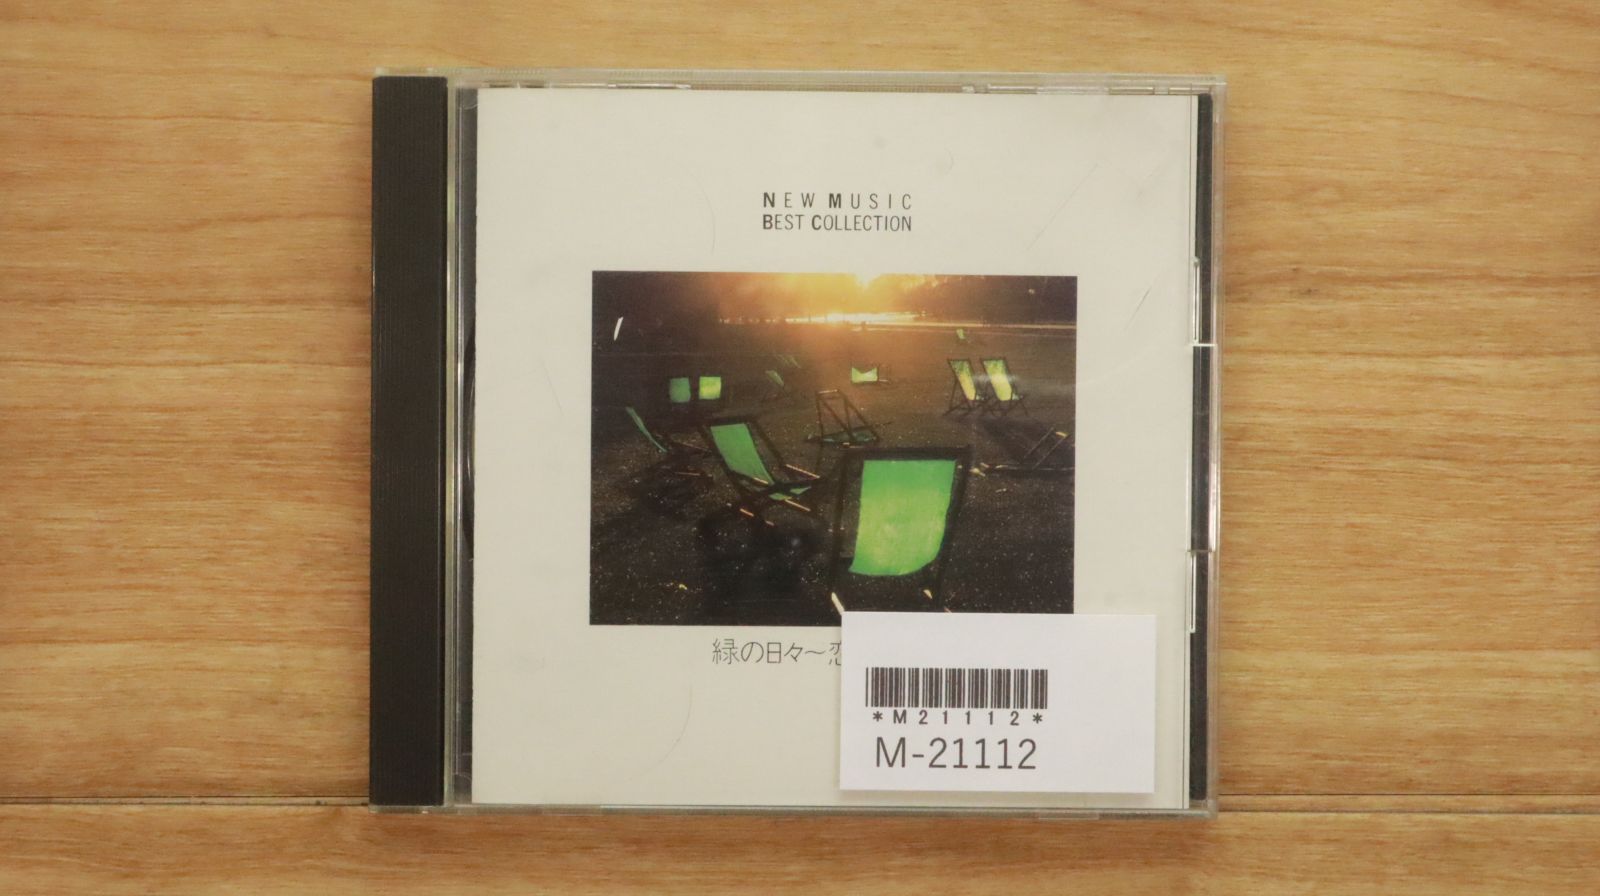 NEW MUSIC
BEST COLLECTION
緑の日々〜恋
*M21112*
M-21112